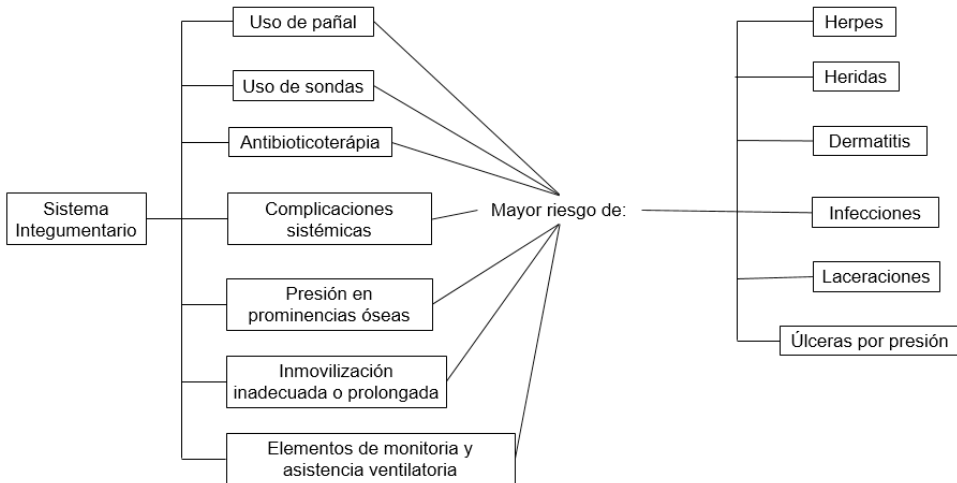 Uso de pañal
Uso de sondas
Antibioticoterápia
Sistema
Integumentario
Complicaciones
sistémicas
Presión en
prominencias óseas
Inmovilización
inadecuada o prolongada
Elementos de monitoria y
asistencia ventilatoria
Mayor riesgo de:
Herpes
Heridas
Dermatitis
Infecciones
Laceraciones
Úlceras por presión